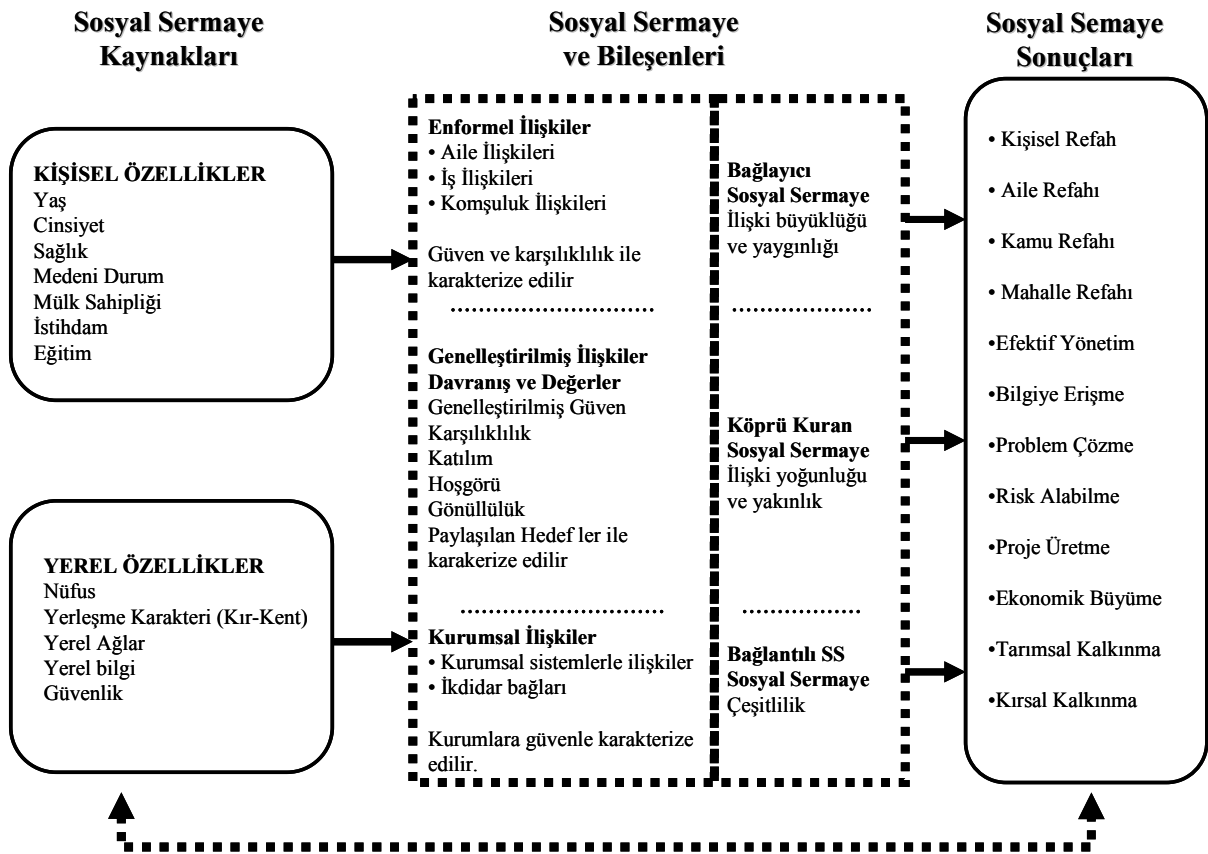 Sosyal Sermaye
Kaynakları
KİŞİSEL ÖZELLİKLER
Yaş
Cinsiyet
Sağlık
Medeni Durum
Mülk Sahipliği
İstihdam
Eğitim
YEREL ÖZELLİKLER
Nüfus
Yerleşme Karakteri (Kır-Kent)
Yerel Ağlar
Yerel bilgi
Güvenlik
Sosyal Sermaye
ve Bileşenleri
Enformel İlişkiler
• Aile İlişkileri
• İş İlişkileri
• Komşuluk İlişkileri
Güven ve karşılıklılık ile
karakterize edilir
Genelleştirilmiş İlişkiler
Davranış ve Değerler
Genelleştirilmiş Güven
Karşılıklılık
Katılım
Hoşgörü
Gönüllülük
Paylaşılan Hedef ler ile
karakerize edilir
Kurumsal İlişkiler
• Kurumsal sistemlerle ilişkiler
• İkdidar bağları
Kurumlara güvenle karakterize
edilir.
Bağlayıcı
Sosyal Sermaye
İlişki büyüklüğü
ve yaygınlığı
Köprü Kuran
Sosyal Sermaye
İlişki yoğunluğu
ve yakınlık
Bağlantılı SS
Sosyal Sermaye
Çeşitlilik
Sosyal Semaye
Sonuçları
• Kişisel Refah
• Aile Refahı
• Kamu Refahı
• Mahalle Refahı
•Efektif Yönetim
•Bilgiye Erişme
•Problem Çözme
•Risk Alabilme
•Proje Üretme
•Ekonomik Büyüme
•Tarımsal Kalkınma
•Kırsal Kalkınma